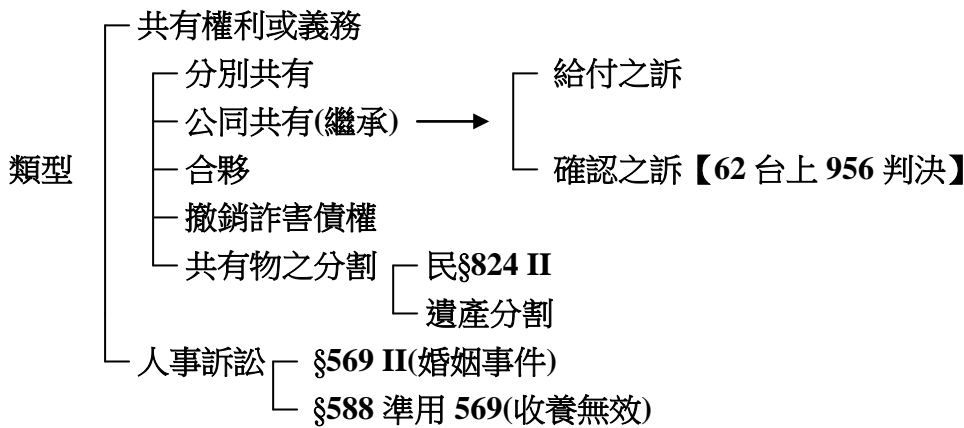 共有權利或義務
分別共有 給付之訴
公同共有(繼承)
類型 合夥 確認之訴【62 台上 956 判決】
撤銷詐害債權
共有物之分割 民§824 II
遺產分割
人事訴訟 §569 II(婚姻事件)
§588 準用 569(收養無效)